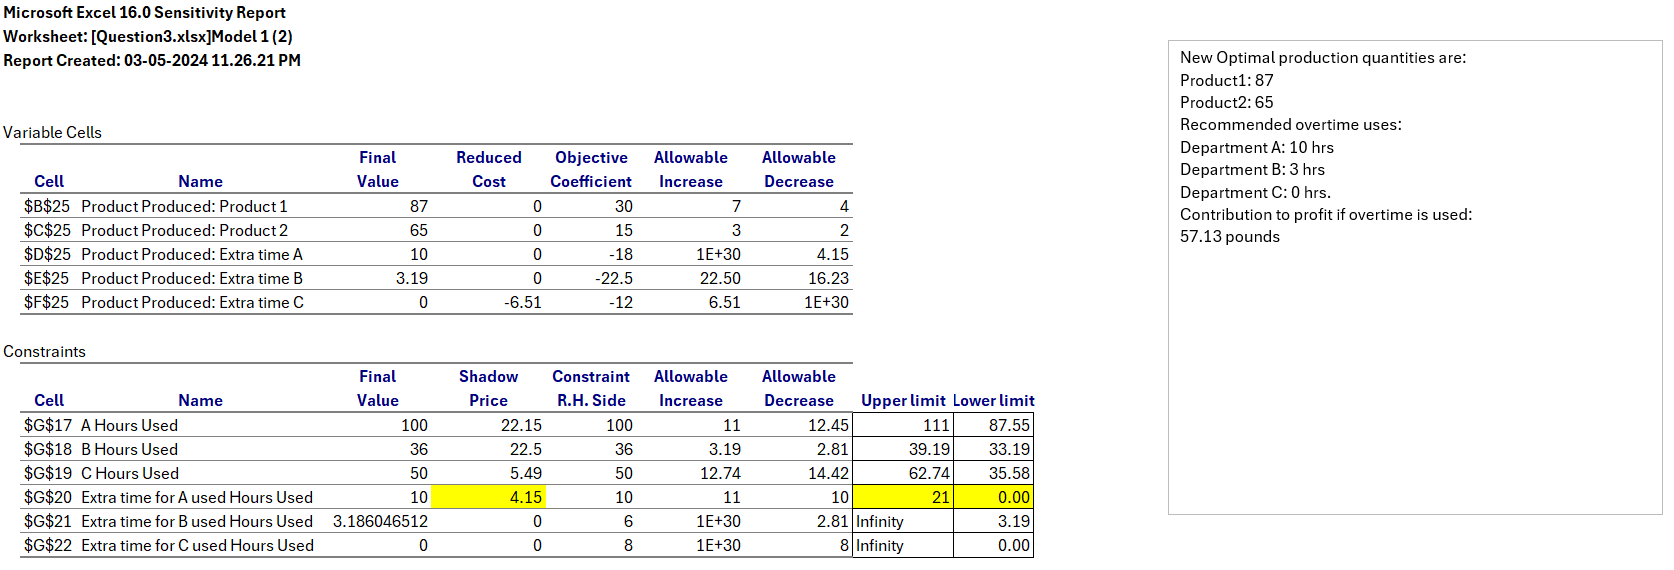 Microsoft Excel 16.0 Sensitivity Report
Worksheet: [Question3.xlsx]Model 1 (2)
Report Created: 03-05-2024 11.26.21 PM
Variable Cells
Final Reduced Objective Allowable Allowable
Cell Name Value Cost Coefficient Increase Decrease
$B$25 Product Produced: Product 1 87 0 30 7 4
$C$25 Product Produced: Product 2 65 0 15 3 2
$D$25 Product Produced: Extra time A 10 0 -18 1E+30 4.15
$E$25 Product Produced: Extra time B 3.19 0 -22.5 22.50 16.23
$F$25 Product Produced: Extra time C 0 -6.51 -12 6.51 1E+30
Constraints
Final Shadow Constraint Allowable Allowable
Cell Name Value Price R.H. Side Increase Decrease Upper limit Lower limit
$G$17 A Hours Used 100 22.15 100 11 12.45 111 87.55
$G$18 B Hours Used 36 22.5 36 3.19 2.81 39.19 33.19
$G$19 C Hours Used 50 5.49 50 12.74 14.42 62.74 35.58
$G$20 Extra time for A used Hours Used 10 4.15 10 11 10 21 0.00
$G$21 Extra time for B used Hours Used 3.186046512 0 6 1E+30 2.81 Infinity 3.19
$G$22 Extra time for C used Hours Used 0 0 8 1E+30 8 Infinity 0.00
New Optimal production quantities are:
Product1: 87
Product2: 65
Recommended overtime uses:
Department A: 10 hrs
Department B: 3 hrs
Department C: 0 hrs.
Contribution to profit if overtime is used:
57.13 pounds